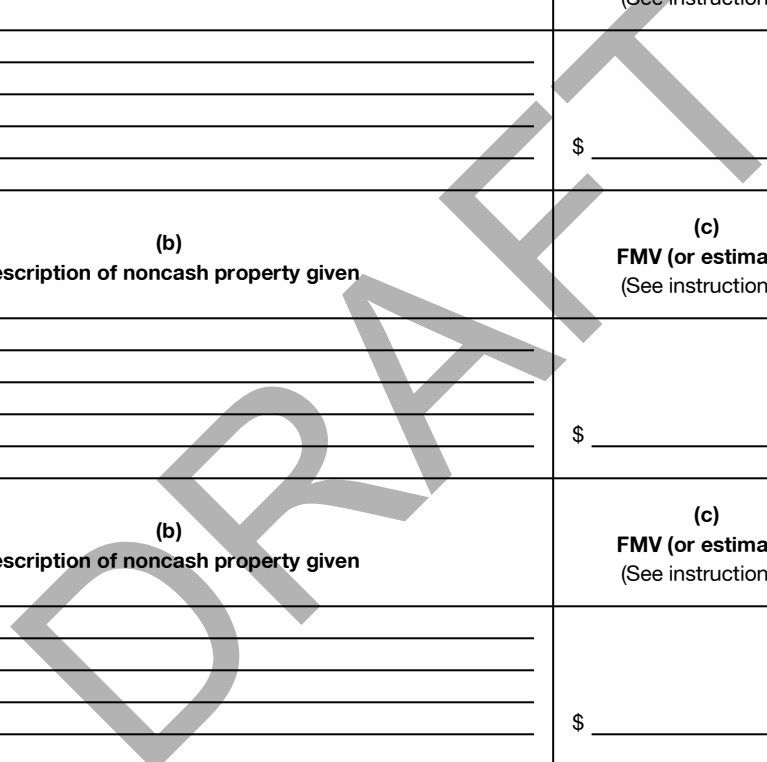 (See instruction
$
(b)
escription of noncash property given
(c)
FMV (or estima
(See instruction
$
(b)
escription of noncash property given
(c)
FMV (or estima
(See instruction
$
DRAFT